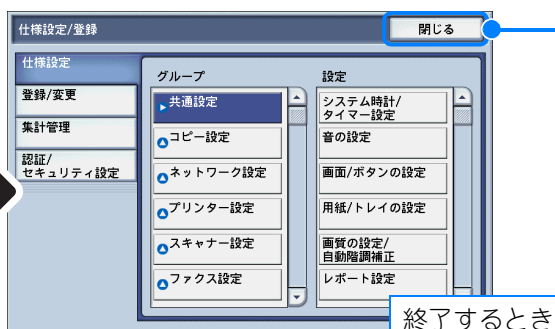 仕様設定/登録
閉じる
仕様設定
登録/変更
集計管理
認証/
セキュリティ設定
グループ
共通設定
コピー設定
ネットワーク設定
プリンター設定
スキャナー設定
ファクス設定
設定
システム時計/
タイマー設定
音の設定
画面/ボタンの設定
用紙/トレイの設定
画質の設定/
自動階調補正
レポート設定
終了するとき